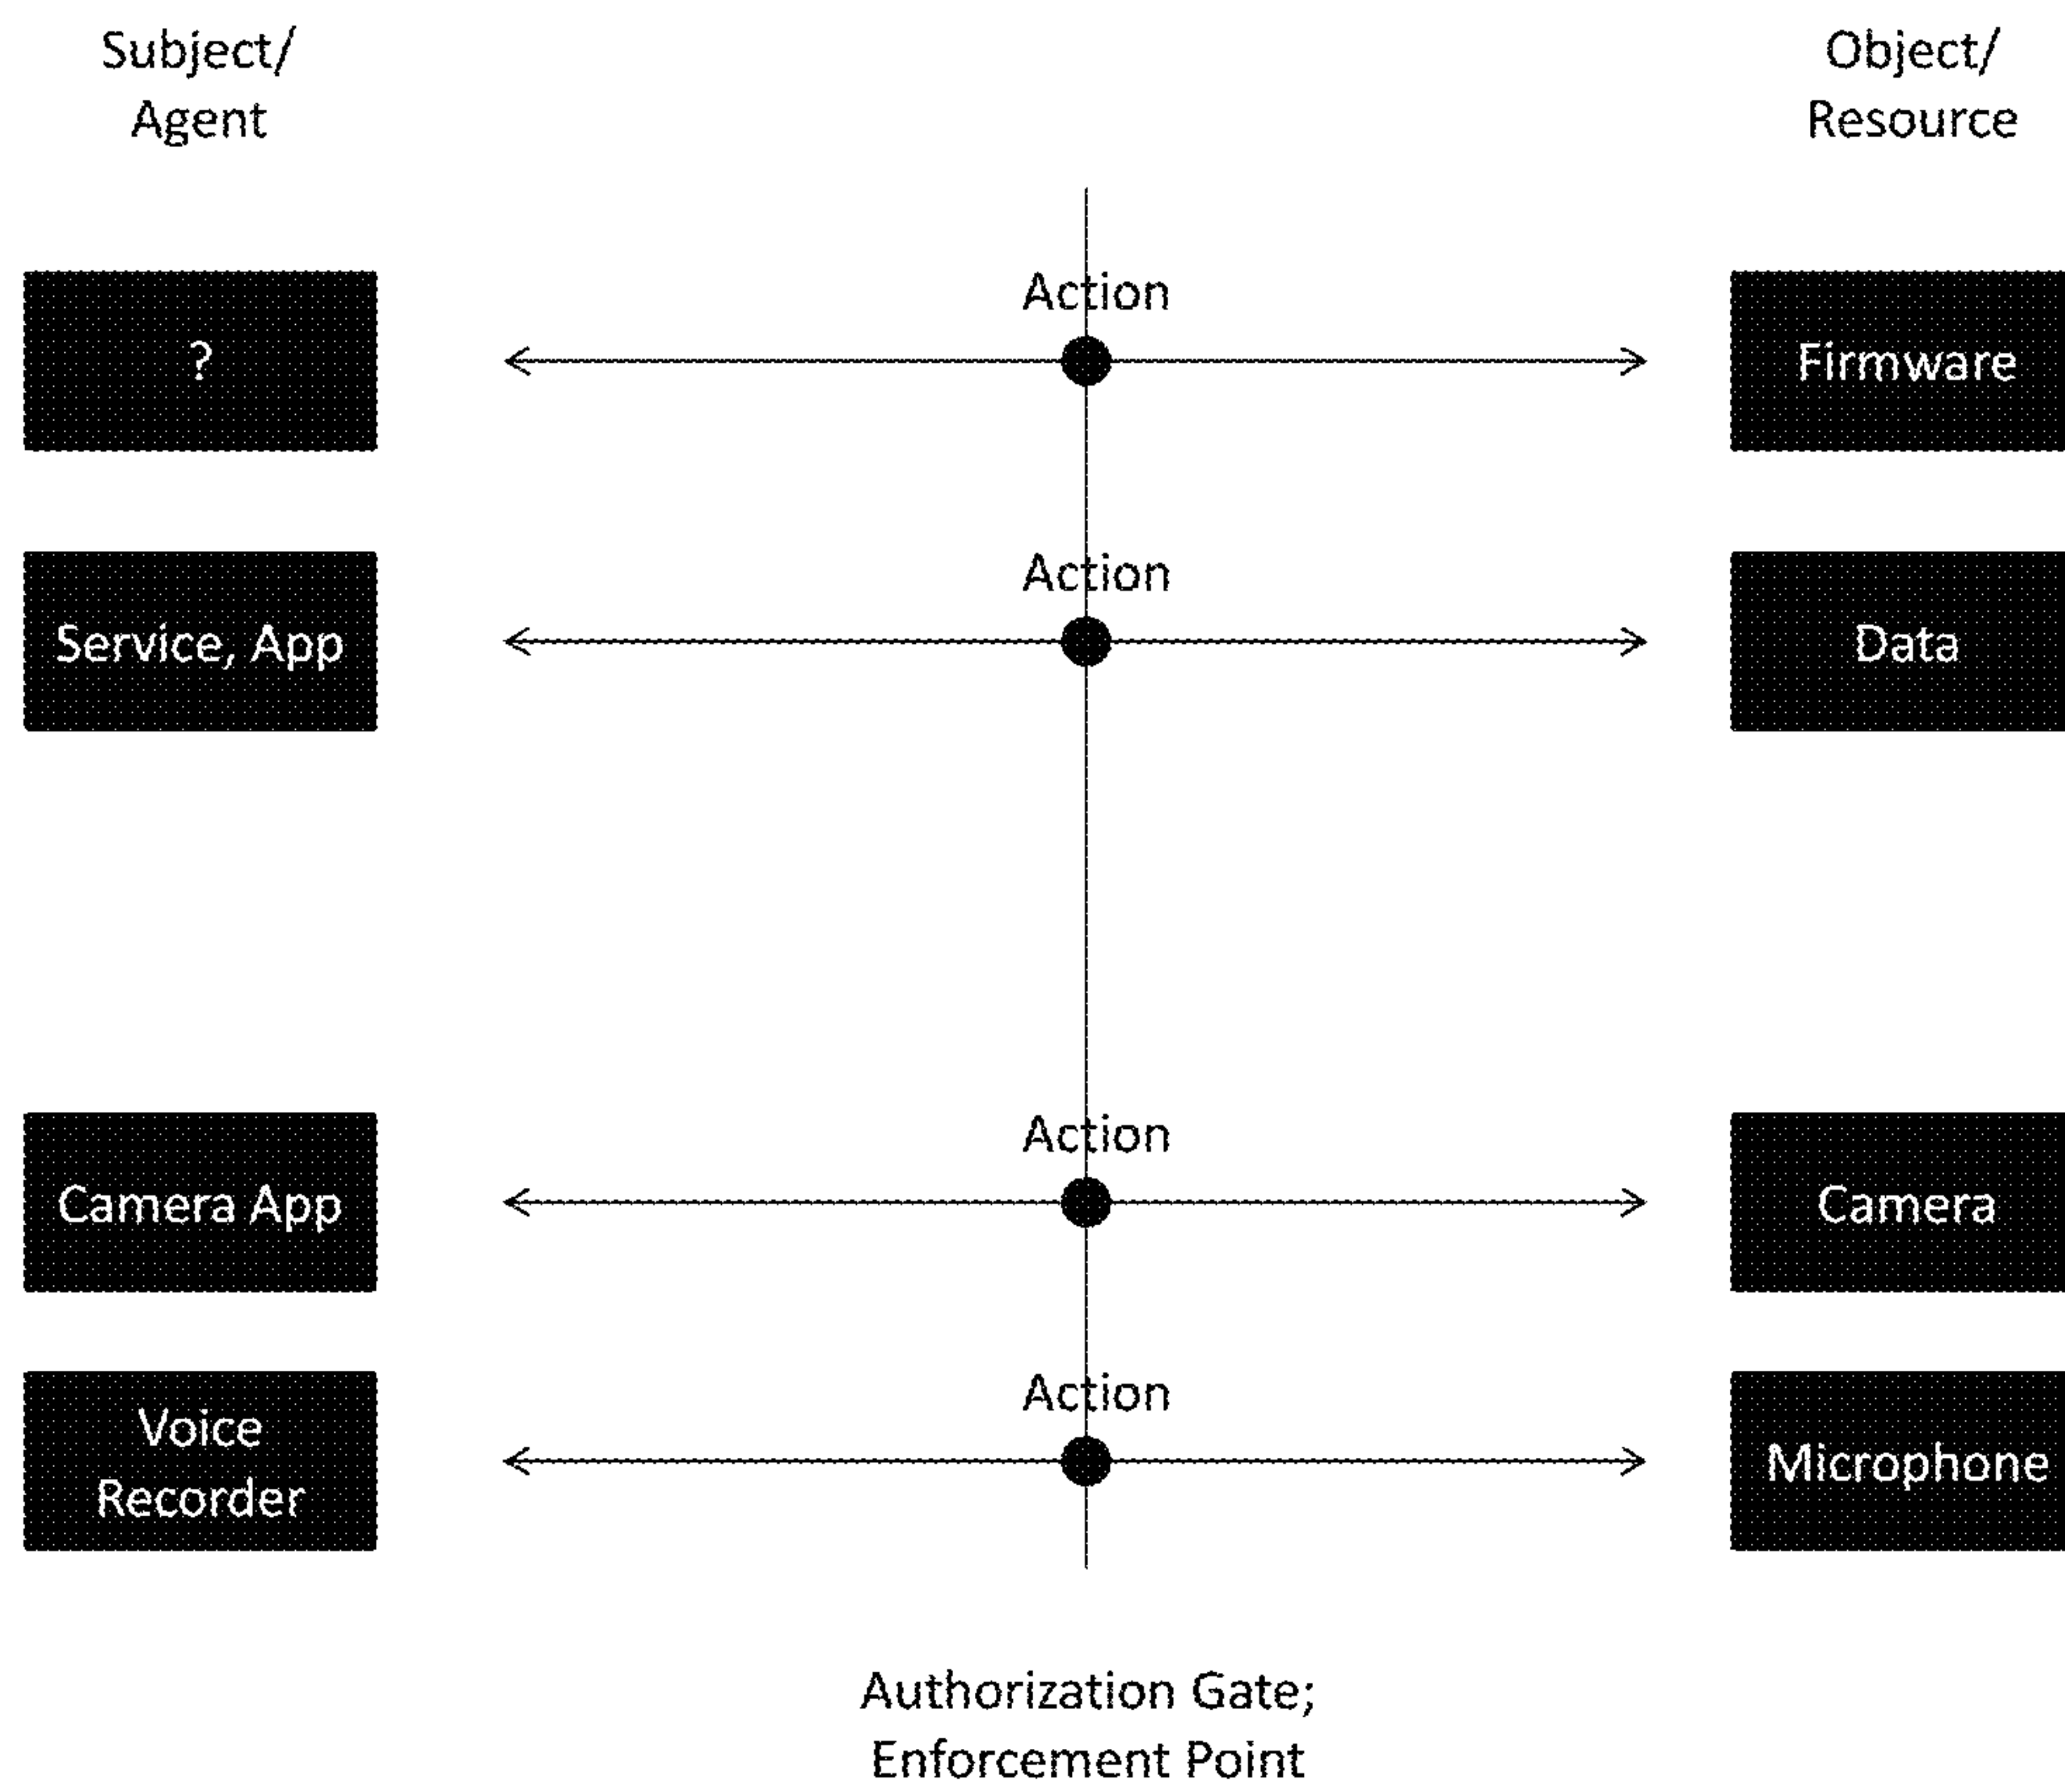 Subject/
Agent
Object/
Resource
Action
?
Firmware
Action
Service, App
Data
Action
Camera App
Camera
Action
Voice
Recorder
Microphone
Authorization Gate;
Enforcement Point